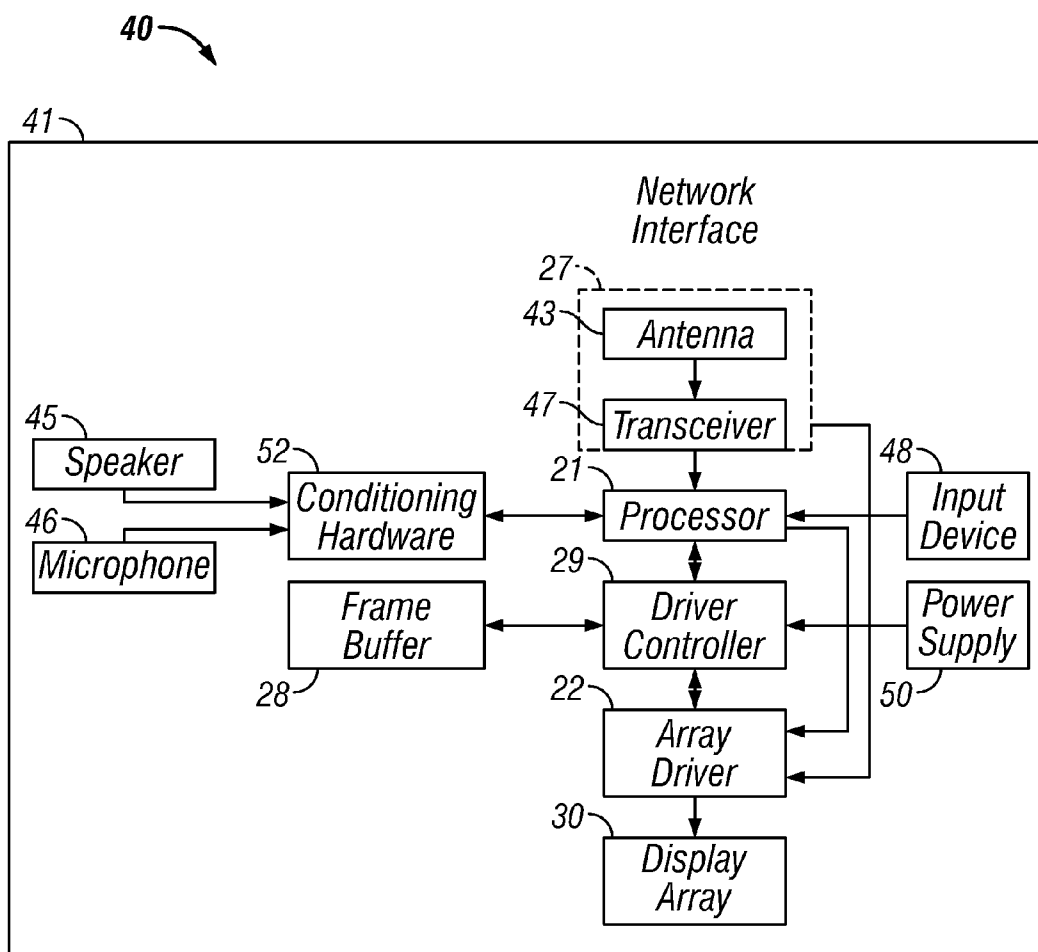 40
41
Network
Interface
27
43
Antenna
47
Transceiver
45
Speaker
52
Conditioning
Hardware
21
Processor
48
Input
Device
46
Microphone
29
Driver
Controller
Frame
Buffer
28
Power
Supply
50
22
Array
Driver
30
Display
Array